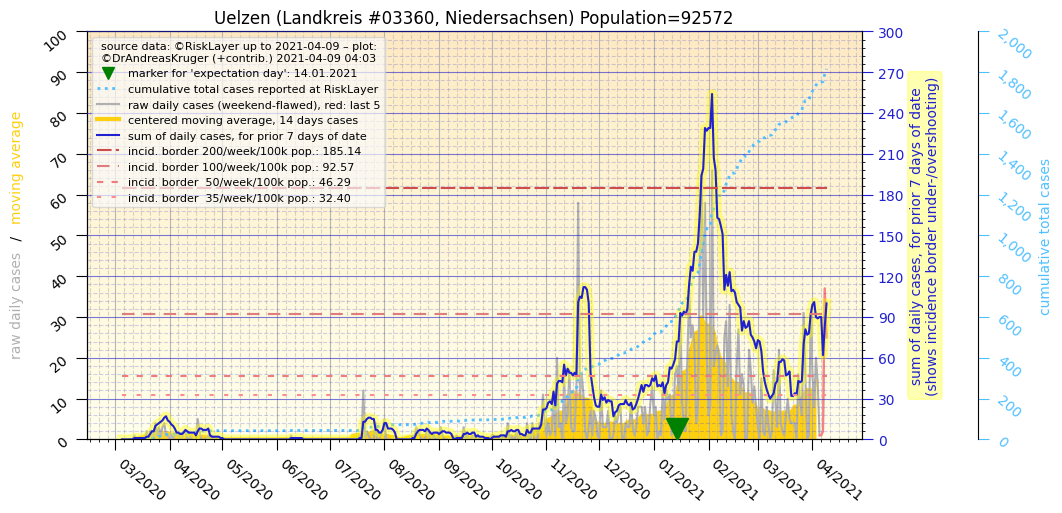 Uelzen (Landkreis #03360, Niedersachsen) Population=92572
source data: ©RiskLayer up to 2021-04-09 – plot:
©DrAndreasKruger (+contrib.) 2021-04-09 04:03
marker for 'expectation day': 14.01.2021
cumulative total cases reported at RiskLayer
raw daily cases (weekend-flawed), red: last 5
centered moving average, 14 days cases
sum of daily cases, for prior 7 days of date
incid. border 200/week/100k pop.: 185.14
incid. border 100/week/100k pop.: 92.57
incid. border  50/week/100k pop.: 46.29
incid. border  35/week/100k pop.: 32.40
raw daily cases  /  moving average
100
90
80
70
60
50
40
30
20
10
0
03/2020
04/2020
05/2020
06/2020
07/2020
08/2020
09/2020
10/2020
11/2020
12/2020
01/2021
02/2021
03/2021
04/2021
300
270
240
210
180
150
120
90
60
30
0
sum of daily cases, for prior 7 days of date
(shows incidence border under-/overshooting)
2,000
1,800
1,600
1,400
1,200
1,000
800
600
400
200
0
cumulative total cases